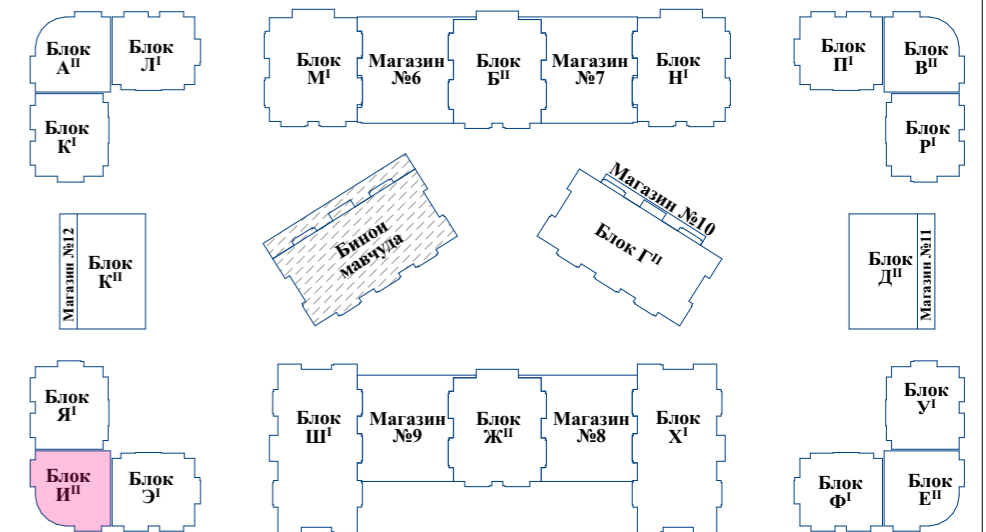 Блок
Aᴵᴵ
Блок
Лᴵ
Блок
Мᴵ
Магазин
№6
Блок
Бᴵᴵ
Магазин
№7
Блок
Нᴵ
Блок
Пᴵ
Блок
Вᴵᴵ
Блок
Кᴵ
Блок
Рᴵ
Магазин №12
Блок
Кᴵᴵ
Бинои
мавчуда
Магазин №10
Блок Гᴵᴵ
Блок
Дᴵᴵ
Магазин №11
Блок
Яᴵ
Блок
Шᴵ
Магазин
№9
Блок
Жᴵᴵ
Магазин
№8
Блок
Хᴵ
Блок
Уᴵ
Блок
Иᴵᴵ
Блок
Эᴵ
Блок
Фᴵ
Блок
Еᴵᴵ